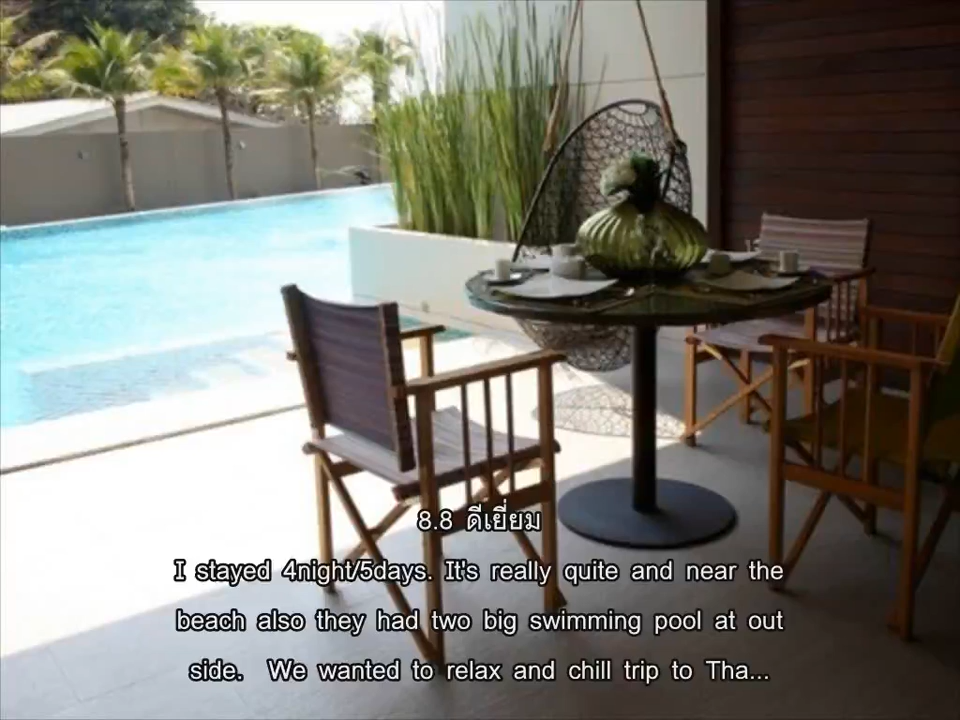 8.8 ดีเยี่ยม
I stayed 4night/5days. It's really quite and near the
beach also they had two big swimming pool at out
side. We wanted to relax and chill trip to Tha...